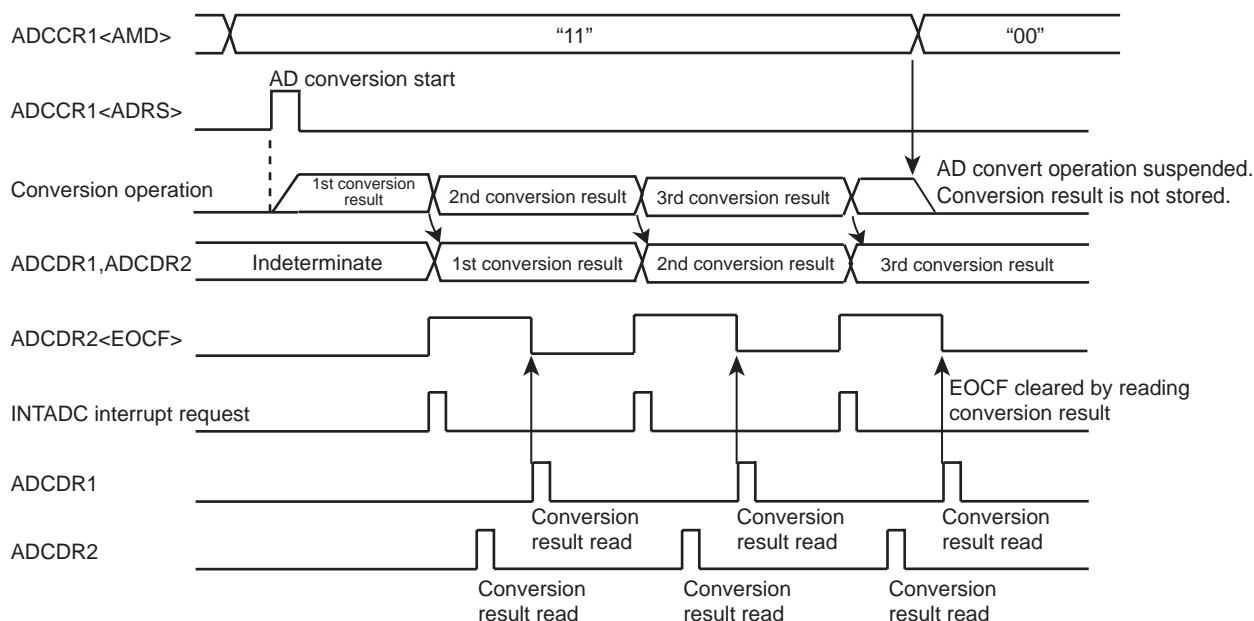 ADCCR1<AMD>
“11”
“00”
AD conversion start
ADCCR1<ADRS>
Conversion operation
1st conversion
result
2nd conversion result
3rd conversion result
AD convert operation suspended.
Conversion result is not stored.
ADCDR1,ADCDR2
Indeterminate
1st conversion result
2nd conversion result
3rd conversion result
ADCDR2<EOCF>
EOCF cleared by reading
conversion result
INTADC interrupt request
ADCDR1
Conversion
result read
Conversion
result read
Conversion
result read
ADCDR2
Conversion
result read
Conversion
result read
Conversion
result read